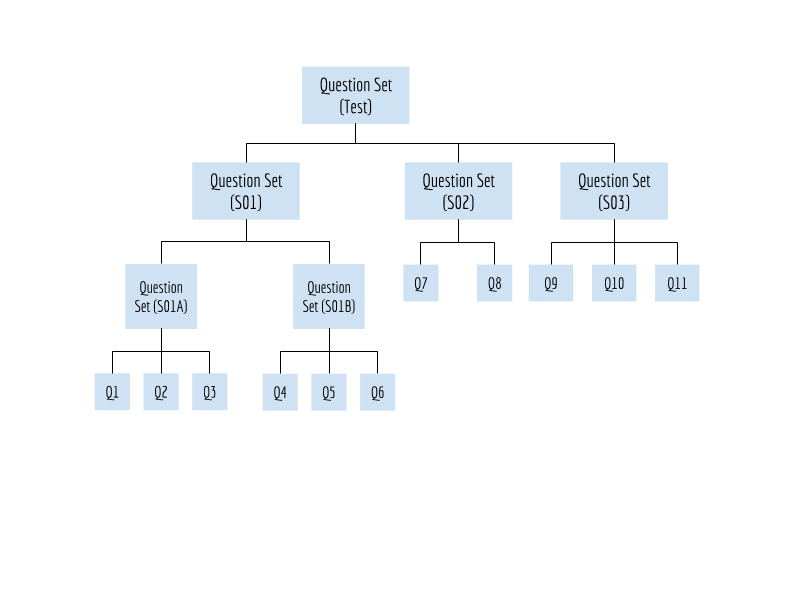 Question Set
(Test)
Question Set
(S01)
Question Set
(S02)
Question Set
(S03)
Question
Set (S01A)
Question
Set (S01B)
Q7
Q8
Q9
Q10
Q11
Q1
Q2
Q3
Q4
Q5
Q6